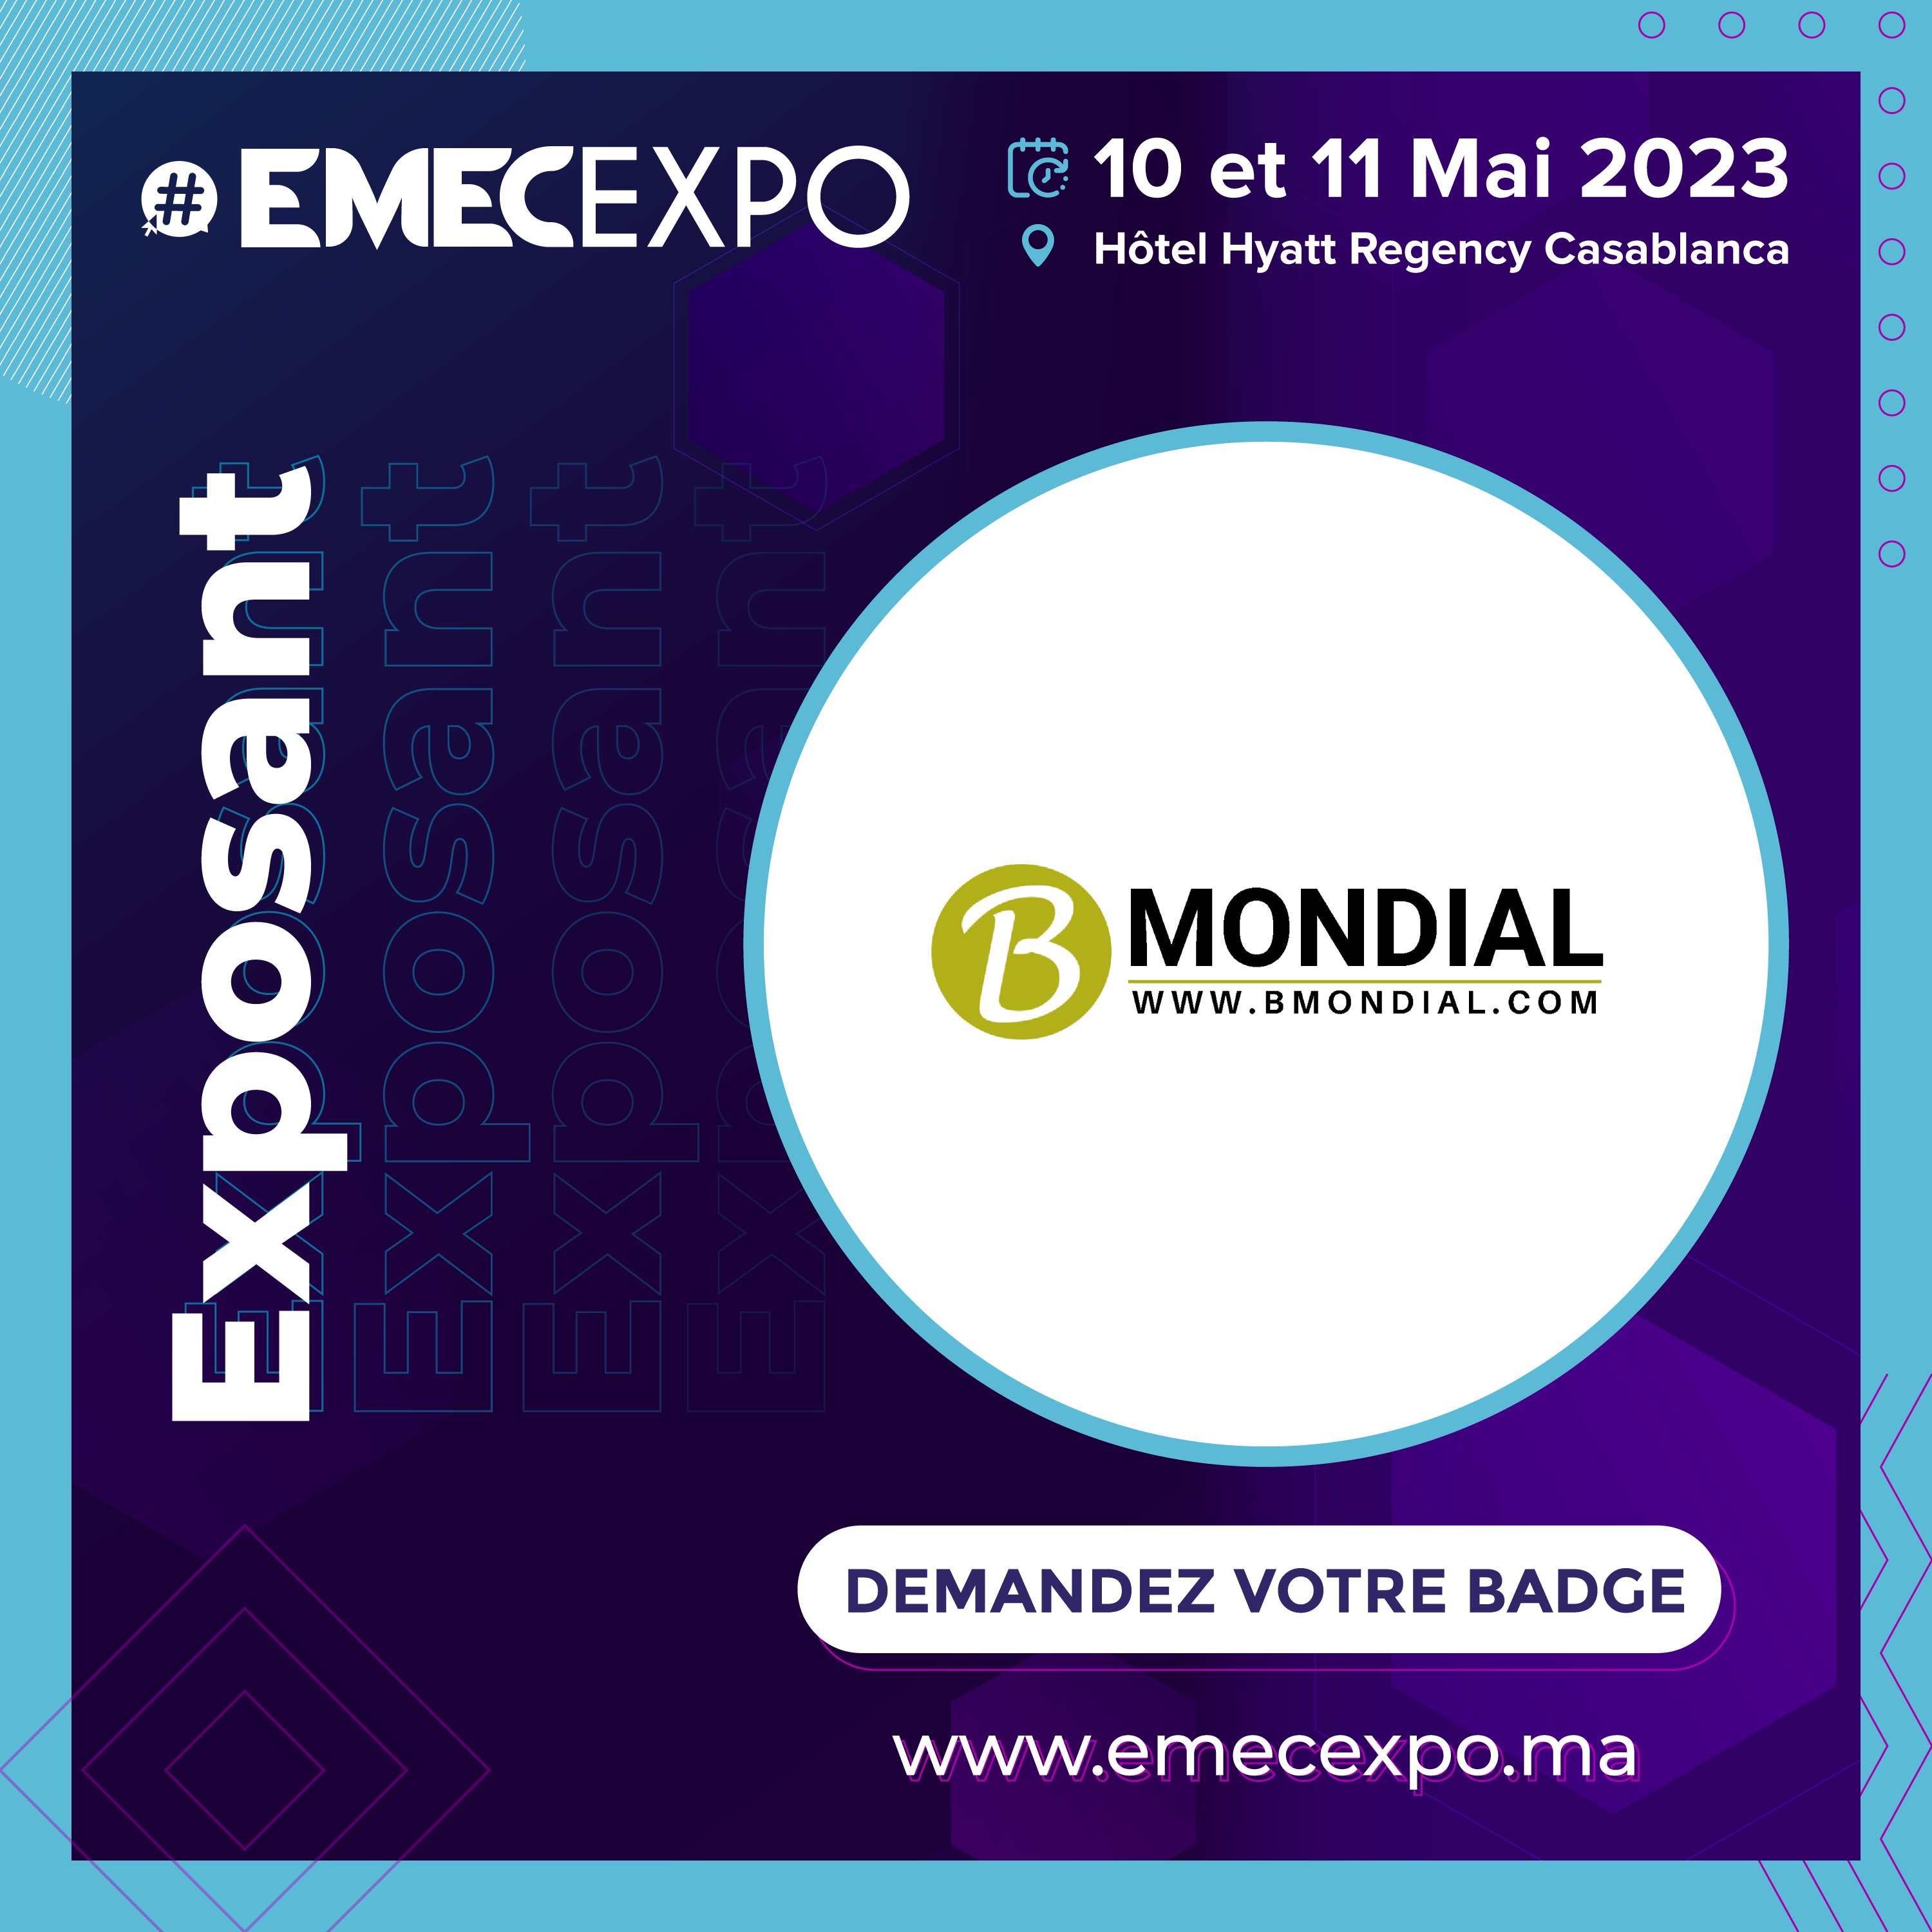 #EMECEXPO
10 et 11 Mai 2023
Hôtel Hyatt Regency Casablanca
Exposant
Exposant
Exposant
Exposant
B MONDIAL
WWW.BMONDIAL.COM
DEMANDEZ VOTRE BADGE
www.emecexpo.ma